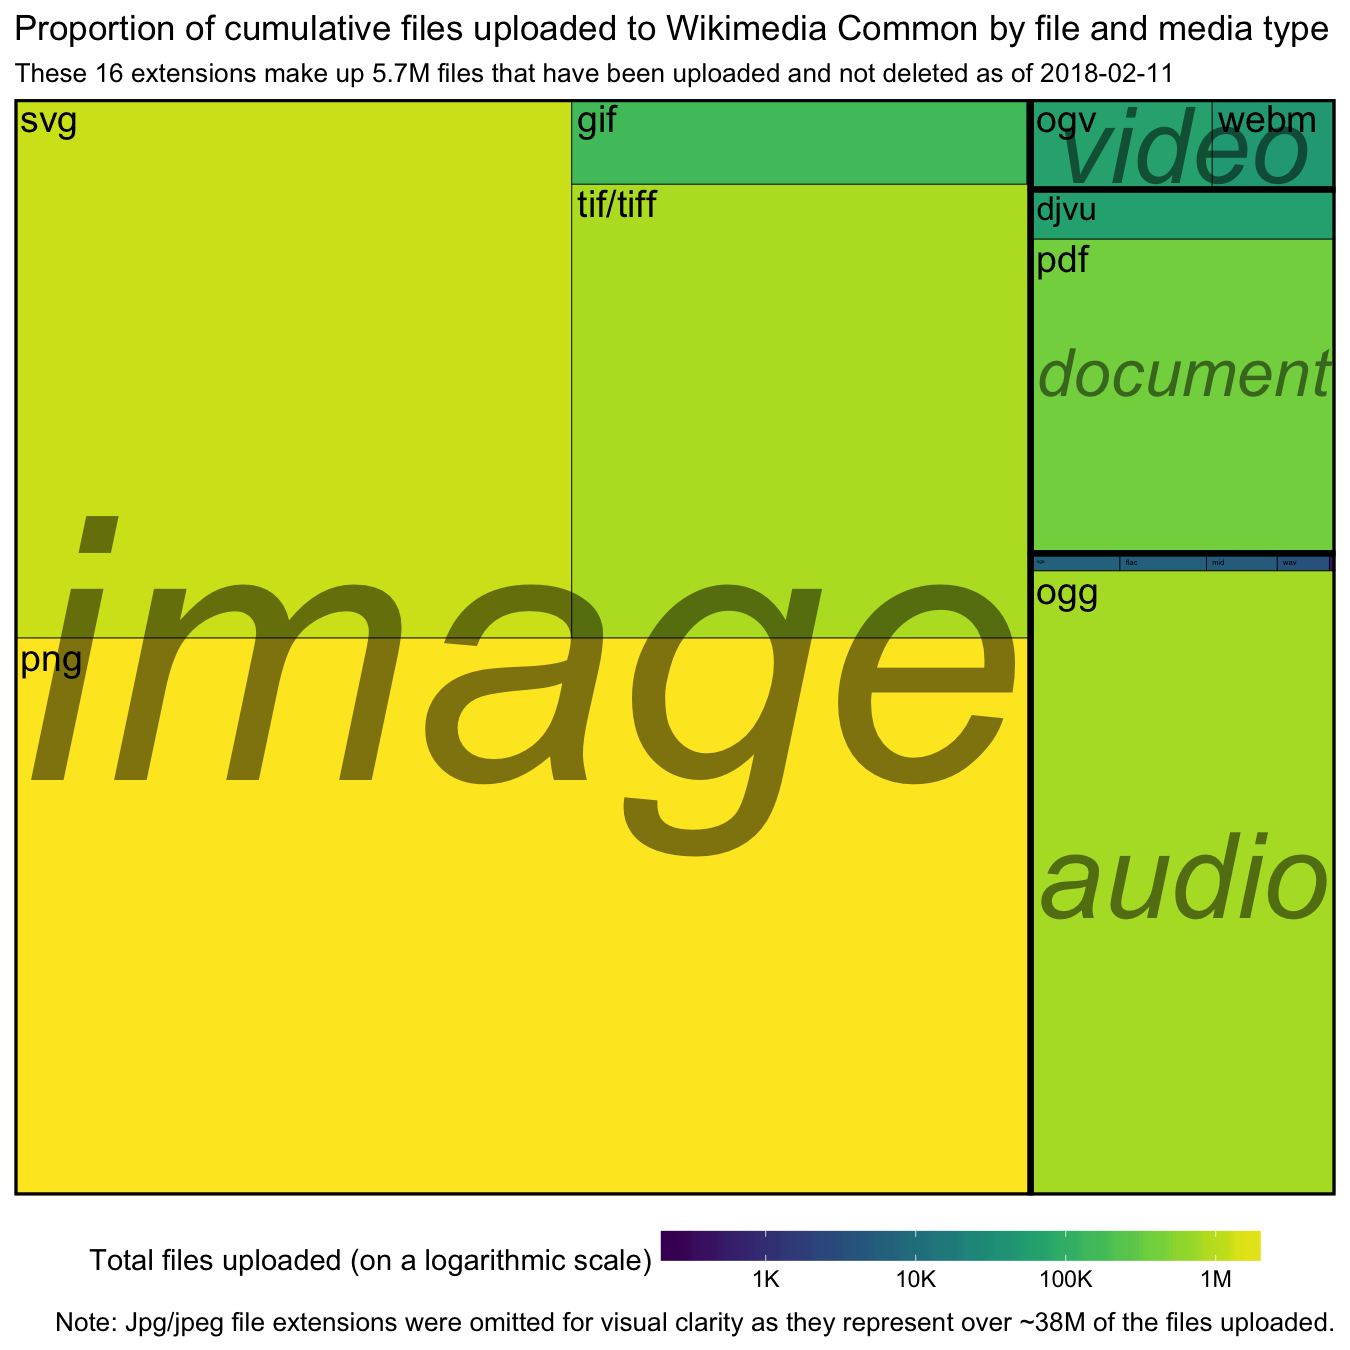 Proportion of cumulative files uploaded to Wikimedia Common by file and media type
These 16 extensions make up 5.7M files that have been uploaded and not deleted as of 2018-02-11
svg
gif
tif/tiff
png
image
ogv
webm
video
djvu
pdf
document
flac
mid
wav
ogg
audio
Total files uploaded (on a logarithmic scale)
1K
10K
100K
1M
Note: Jpg/jpeg file extensions were omitted for visual clarity as they represent over ~38M of the files uploaded.